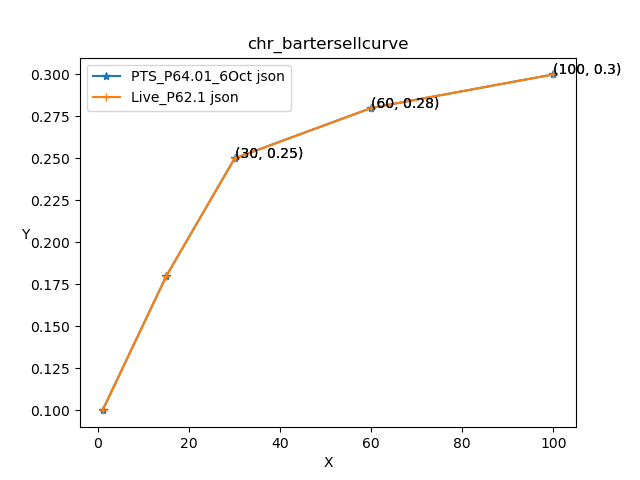 chr_bartersellcurve
PTS_P64.01_6Oct json
Live_P62.1 json
(100, 0.3)
(60, 0.28)
(30, 0.25)
0.300
0.275
0.250
0.225
0.200
0.175
0.150
0.125
0.100
Y
0 20 40 60 80 100
X